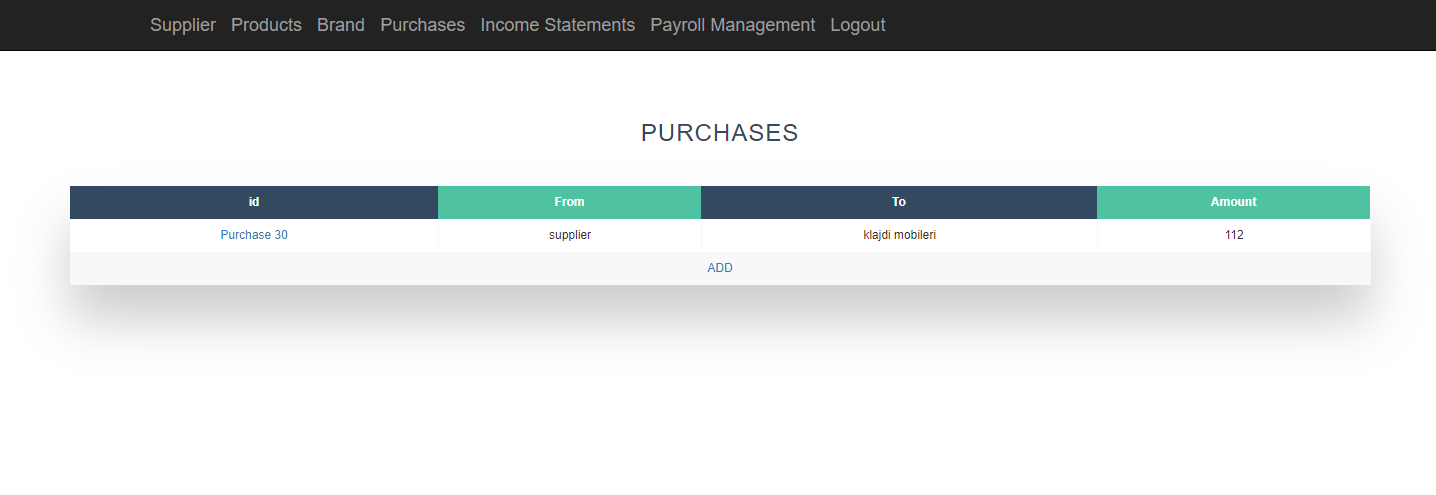 Supplier Products Brand Purchases Income Statements Payroll Management Logout
PURCHASES
id From To Amount
Purchase 30 supplier klajdi mobileri 112
ADD